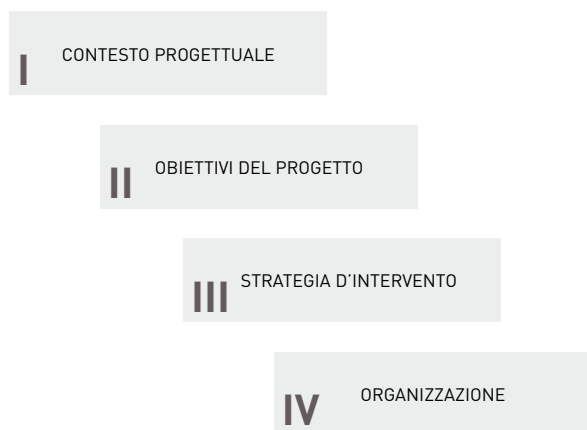 I CONTESTO PROGETTUALE
II OBIETTIVI DEL PROGETTO
III STRATEGIA D'INTERVENTO
IV ORGANIZZAZIONE